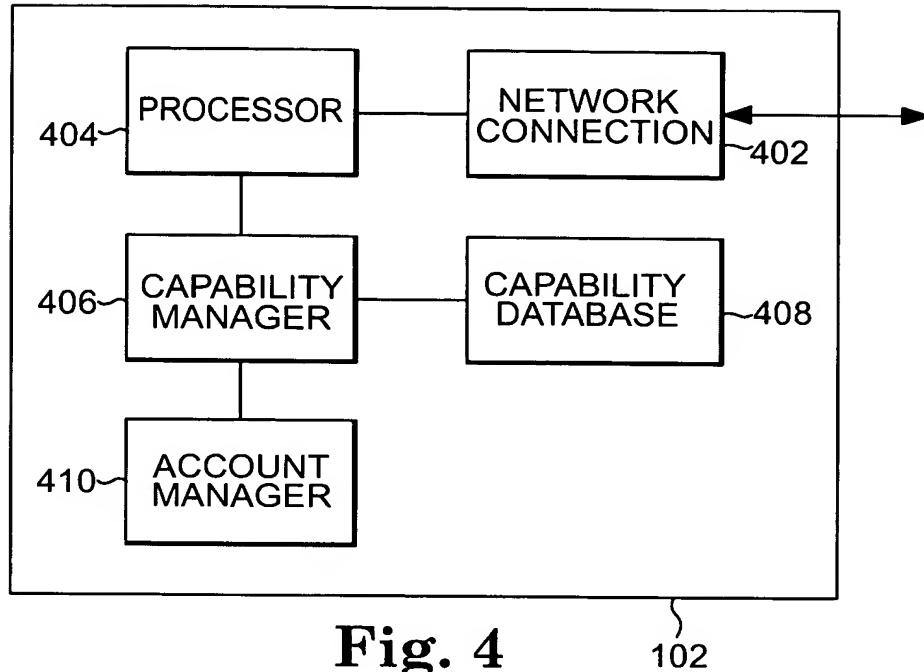 PROCESSOR
404
NETWORK
CONNECTION
402
CAPABILITY
MANAGER
406
CAPABILITY
DATABASE
408
ACCOUNT
MANAGER
410
102
Fig. 4